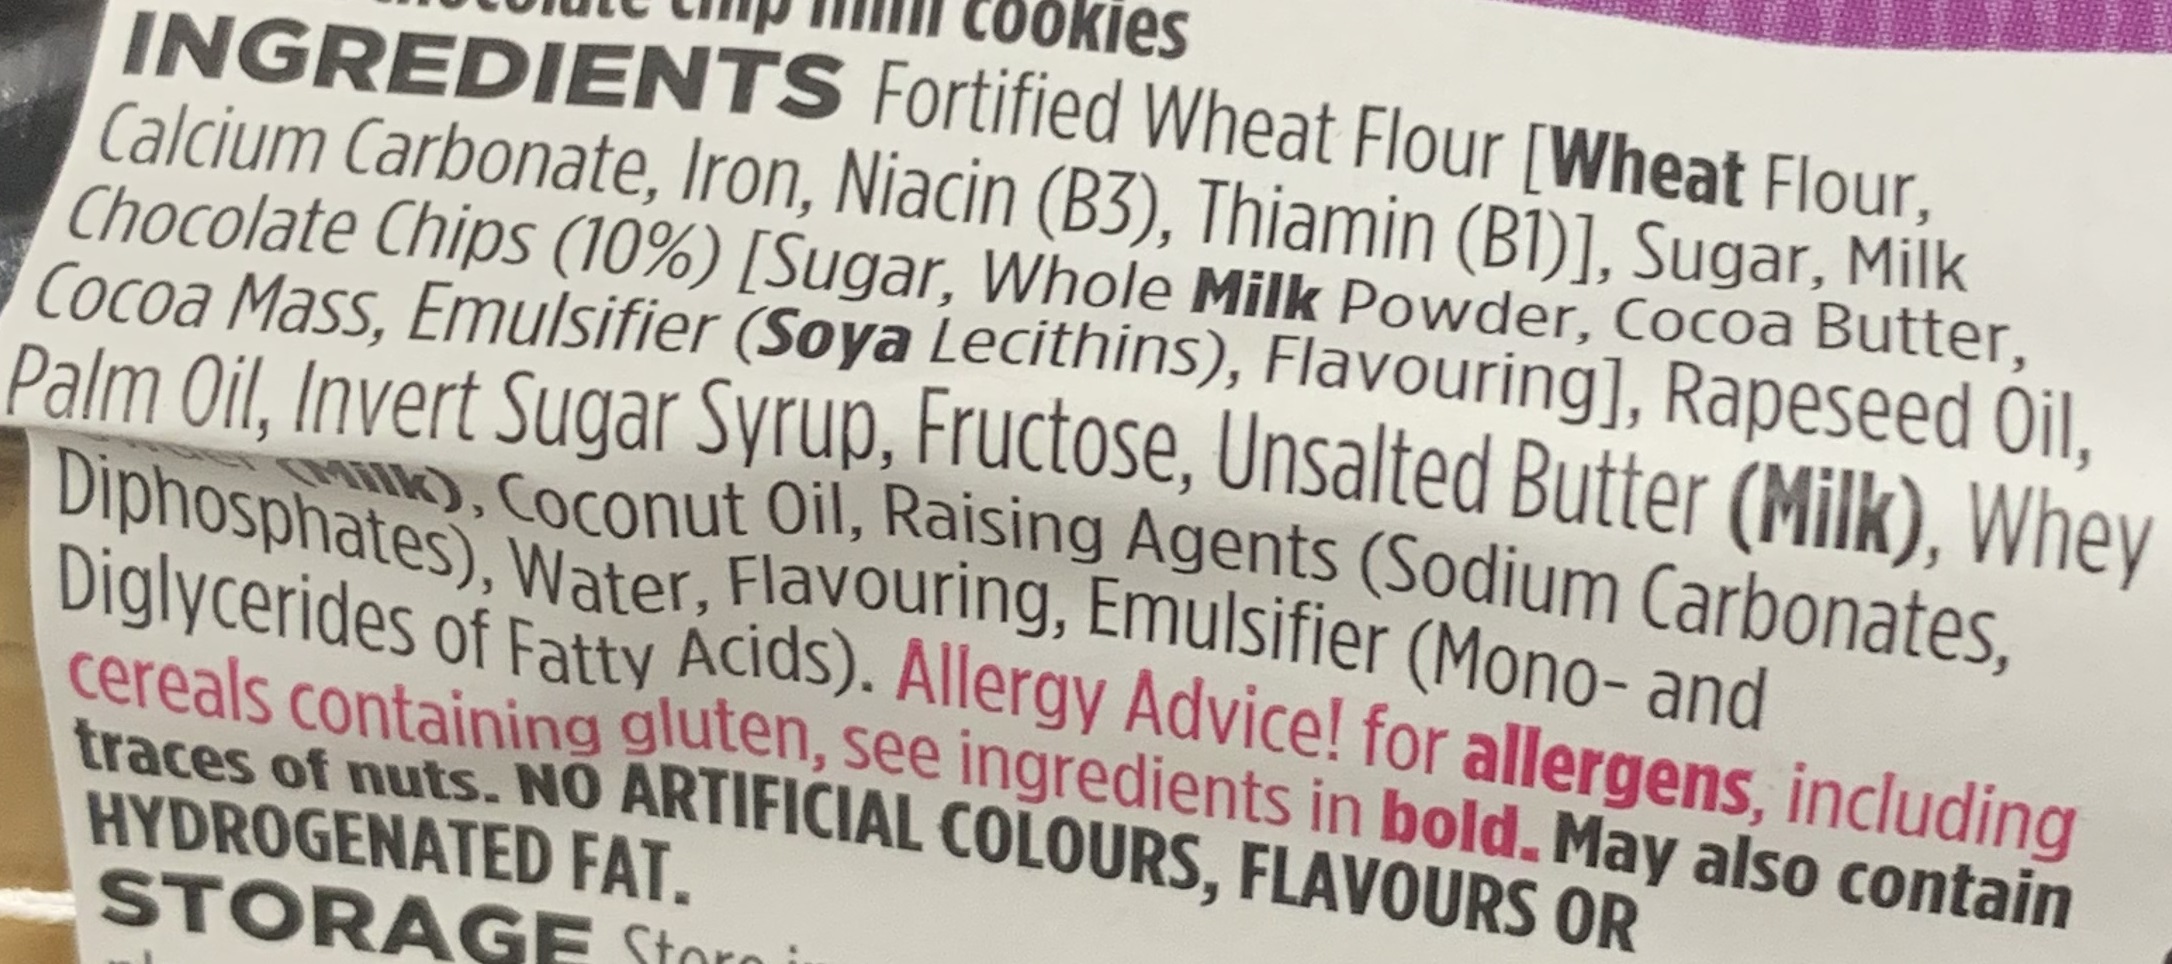 chocolate chip mini cookies
INGREDIENTS Fortified Wheat Flour [Wheat Flour,
Calcium Carbonate, Iron, Niacin (B3), Thiamin (B1)], Sugar, Milk
Chocolate Chips (10%) [Sugar, Whole Milk Powder, Cocoa Butter,
Cocoa Mass, Emulsifier (Soya Lecithins), Flavouring], Rapeseed Oil,
Palm Oil, Invert Sugar Syrup, Fructose, Unsalted Butter (Milk), Whey
(Milk), Coconut Oil, Raising Agents (Sodium Carbonates,
Diphosphates), Water, Flavouring, Emulsifier (Mono- and
Diglycerides of Fatty Acids). Allergy Advice! for allergens, including
cereals containing gluten, see ingredients in bold. May also contain
traces of nuts. NO ARTIFICIAL COLOURS, FLAVOURS OR
HYDROGENATED FAT.
STORAGE Store in